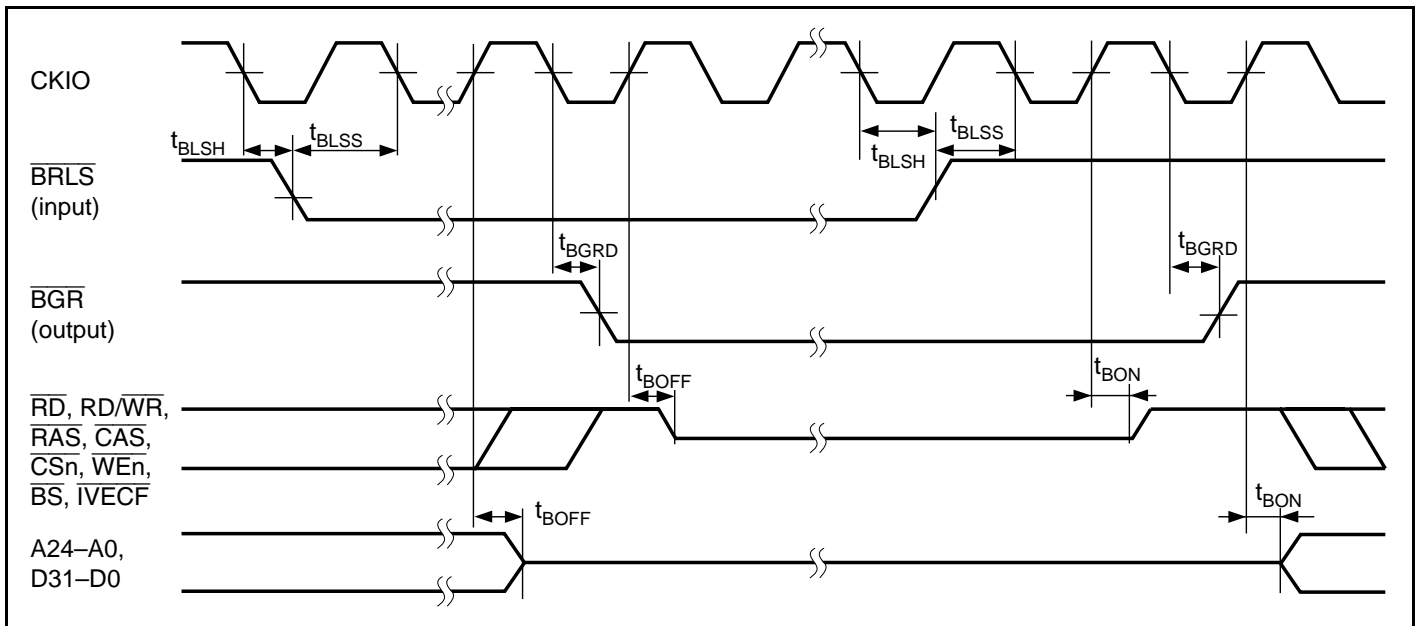 CKIO
tBLSH
tBLSS
tBLSH
tBLSS
BRLS
(input)
tBGRD
tBGRD
BGR
(output)
tBOFF
tBON
RD, RD/WR,
RAS, CAS,
CSn, WEn,
BS, IVECF
tBOFF
tBON
A24–A0,
D31–D0